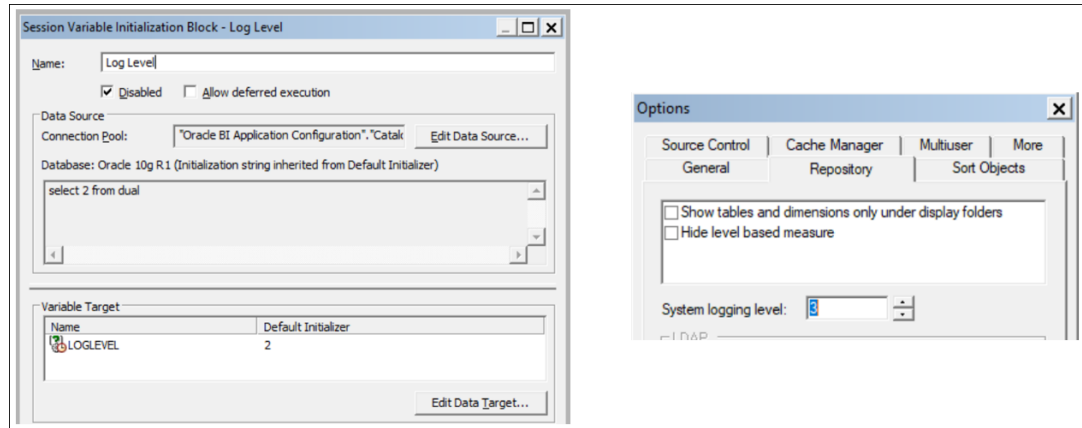 Session Variable Initialization Block - Log Level
Name: Log Level
Disabled Allow deferred execution
Data Source
Connection Pool: "Oracle BI Application Configuration"."Catalo Edit Data Source...
Database: Oracle 10g R.1 (Initialization string inherited from Default Initializer)
select 2 from dual
Variable Target
Name Default Initializer
LOGLEVEL 2
Edit Data Target...
Options
Source Control Cache Manager Multiuser More
General Repository Sort Objects
Show tables and dimensions only under display folders
Hide level based measure
System logging level: 3